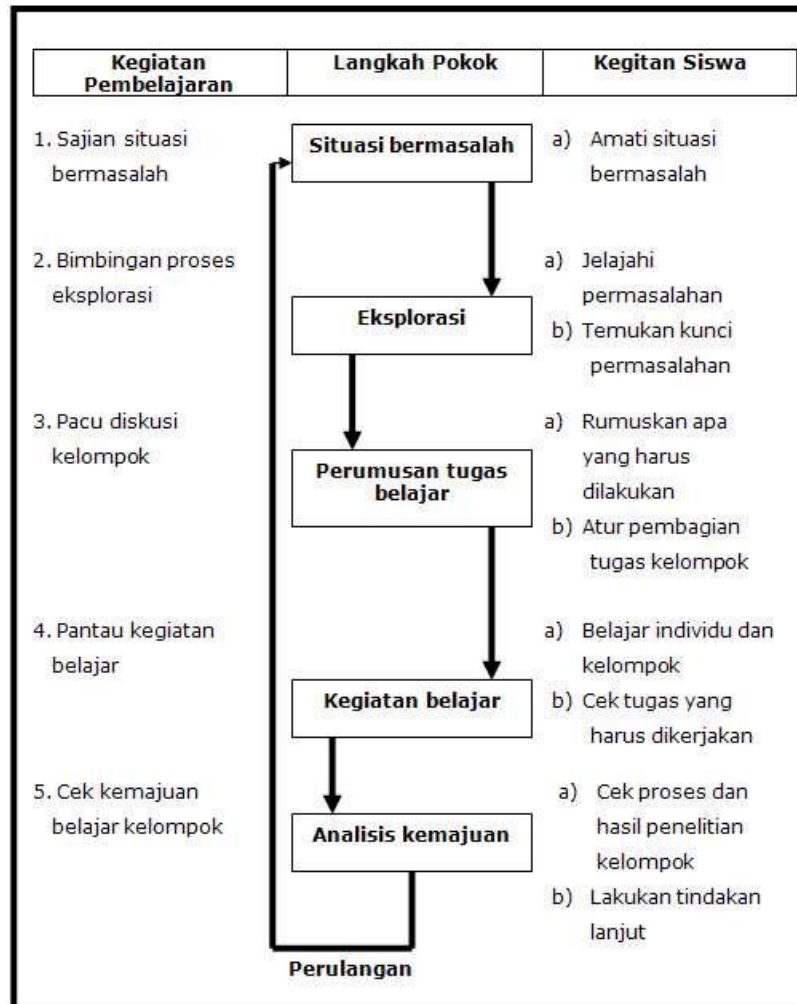 Kegiatan
Pembelajaran
Langkah Pokok
Kegitan Siswa
1. Sajian situasi
bermasalah
Situasi bermasalah
a) Amati situasi
bermasalah
2. Bimbingan proses
eksplorasi
Eksplorasi
a) Jelajahi
permasalahan
b) Temukan kunci
permasalahan
3. Pacu diskusi
kelompok
Perumusan tugas
belajar
a) Rumuskan apa
yang harus
dilakukan
b) Atur pembagian
tugas kelompok
4. Pantau kegiatan
belajar
Kegiatan belajar
a) Belajar individu dan
kelompok
b) Cek tugas yang
harus dikerjakan
5. Cek kemajuan
belajar kelompok
Analisis kemajuan
a) Cek proses dan
hasil penelitian
kelompok
b) Lakukan tindakan
lanjut
Perulangan